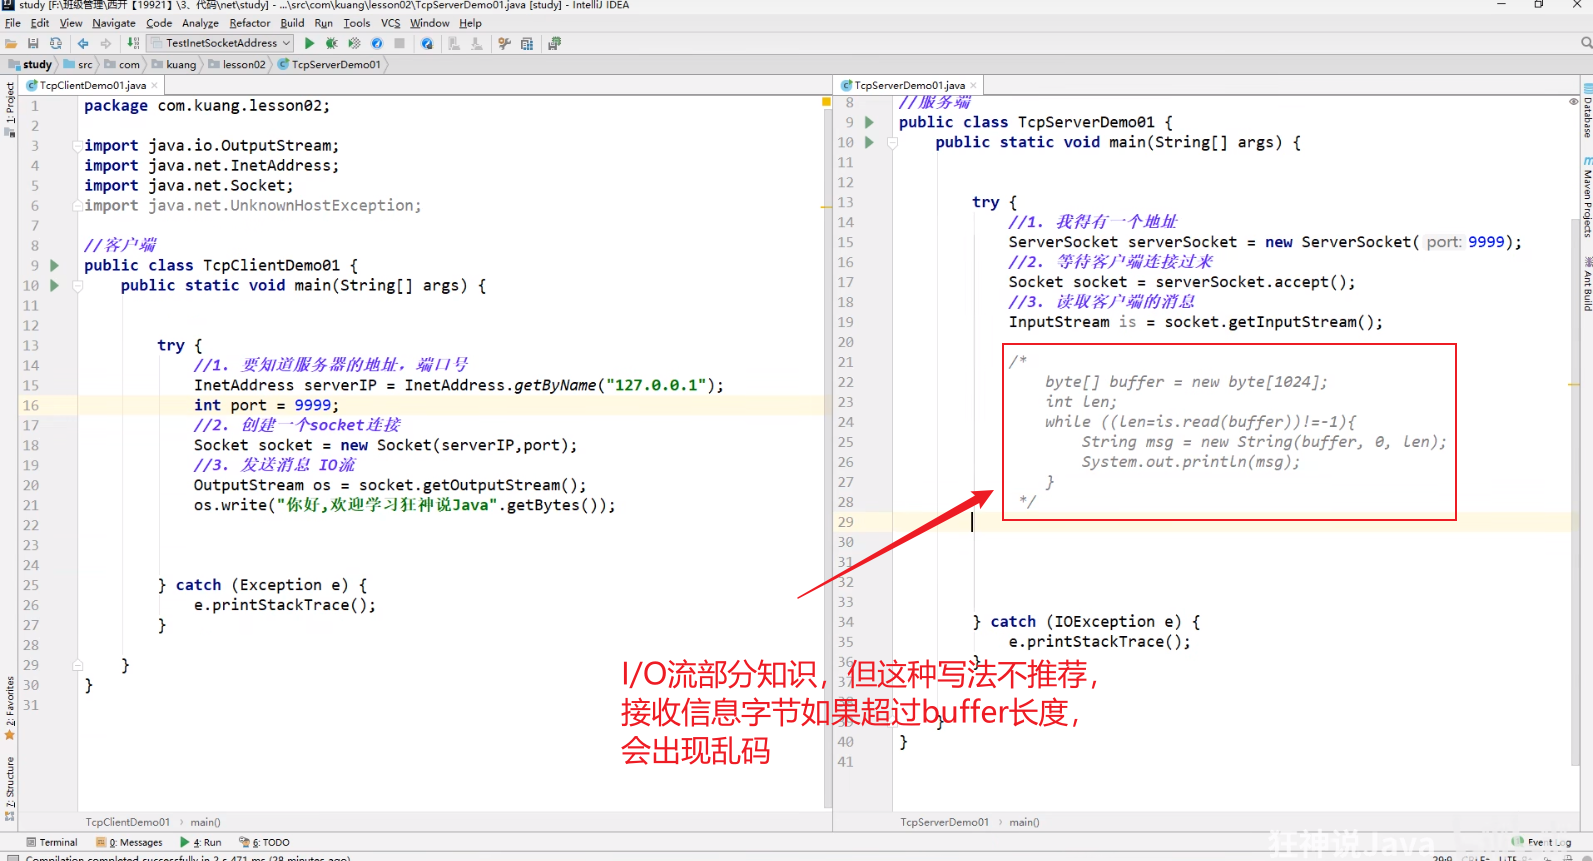 study [F:\班级管理\西开【19921】\3、代码\net\study] - ...\src\com\kuang\lesson02\TcpServerDemo01.java [study] - IntelliJ IDEA
File Edit View Navigate Code Analyze Refactor Build Run Tools VCS Window Help
TestInetSocketAddress
study src com kuang lesson02 TcpServerDemo01
1: Project
2: Favorites
7: Structure
TcpClientDemo01.java
1 package com.kuang.lesson02;
2
3 import java.io.OutputStream;
4 import java.net.InetAddress;
5 import java.net.Socket;
6 import java.net.UnknownHostException;
7
8 //客户端
9 public class TcpClientDemo01 {
10 public static void main(String[] args) {
11
12
13 try {
14 //1. 要知道服务器的地址，端口号
15 InetAddress serverIP = InetAddress.getByName("127.0.0.1");
16 int port = 9999;
17 //2. 创建一个socket连接
18 Socket socket = new Socket(serverIP,port);
19 //3. 发送消息 IO流
20 OutputStream os = socket.getOutputStream();
21 os.write("你好,欢迎学习狂神说Java".getBytes());
22
23
24
25 } catch (Exception e) {
26 e.printStackTrace();
27 }
28
29 }
30 }
31
TcpClientDemo01 › main()
TcpServerDemo01.java
8 //服务端
9 public class TcpServerDemo01 {
10 public static void main(String[] args) {
11
12
13 try {
14 //1. 我得有一个地址
15 ServerSocket serverSocket = new ServerSocket( port: 9999);
16 //2. 等待客户端连接过来
17 Socket socket = serverSocket.accept();
18 //3. 读取客户端的消息
19 InputStream is = socket.getInputStream();
20
21 /*
22 byte[] buffer = new byte[1024];
23 int len;
24 while ((len=is.read(buffer))!=-1){
25 String msg = new String(buffer, 0, len);
26 System.out.println(msg);
27 }
28 */
29
30
31
32
33
34 } catch (IOException e) {
35 e.printStackTrace();
36 }
37
}
40 }
41
I/O流部分知识，但这种写法不推荐，
接收信息字节如果超过buffer长度，
会出现乱码
TcpServerDemo01 › main()
Database
Maven Projects
Ant Build
Terminal 0: Messages 4: Run 6: TODO
Event Log
狂神说Java
Compilation completed successfully in 2 s 471 ms (28 minutes ago)